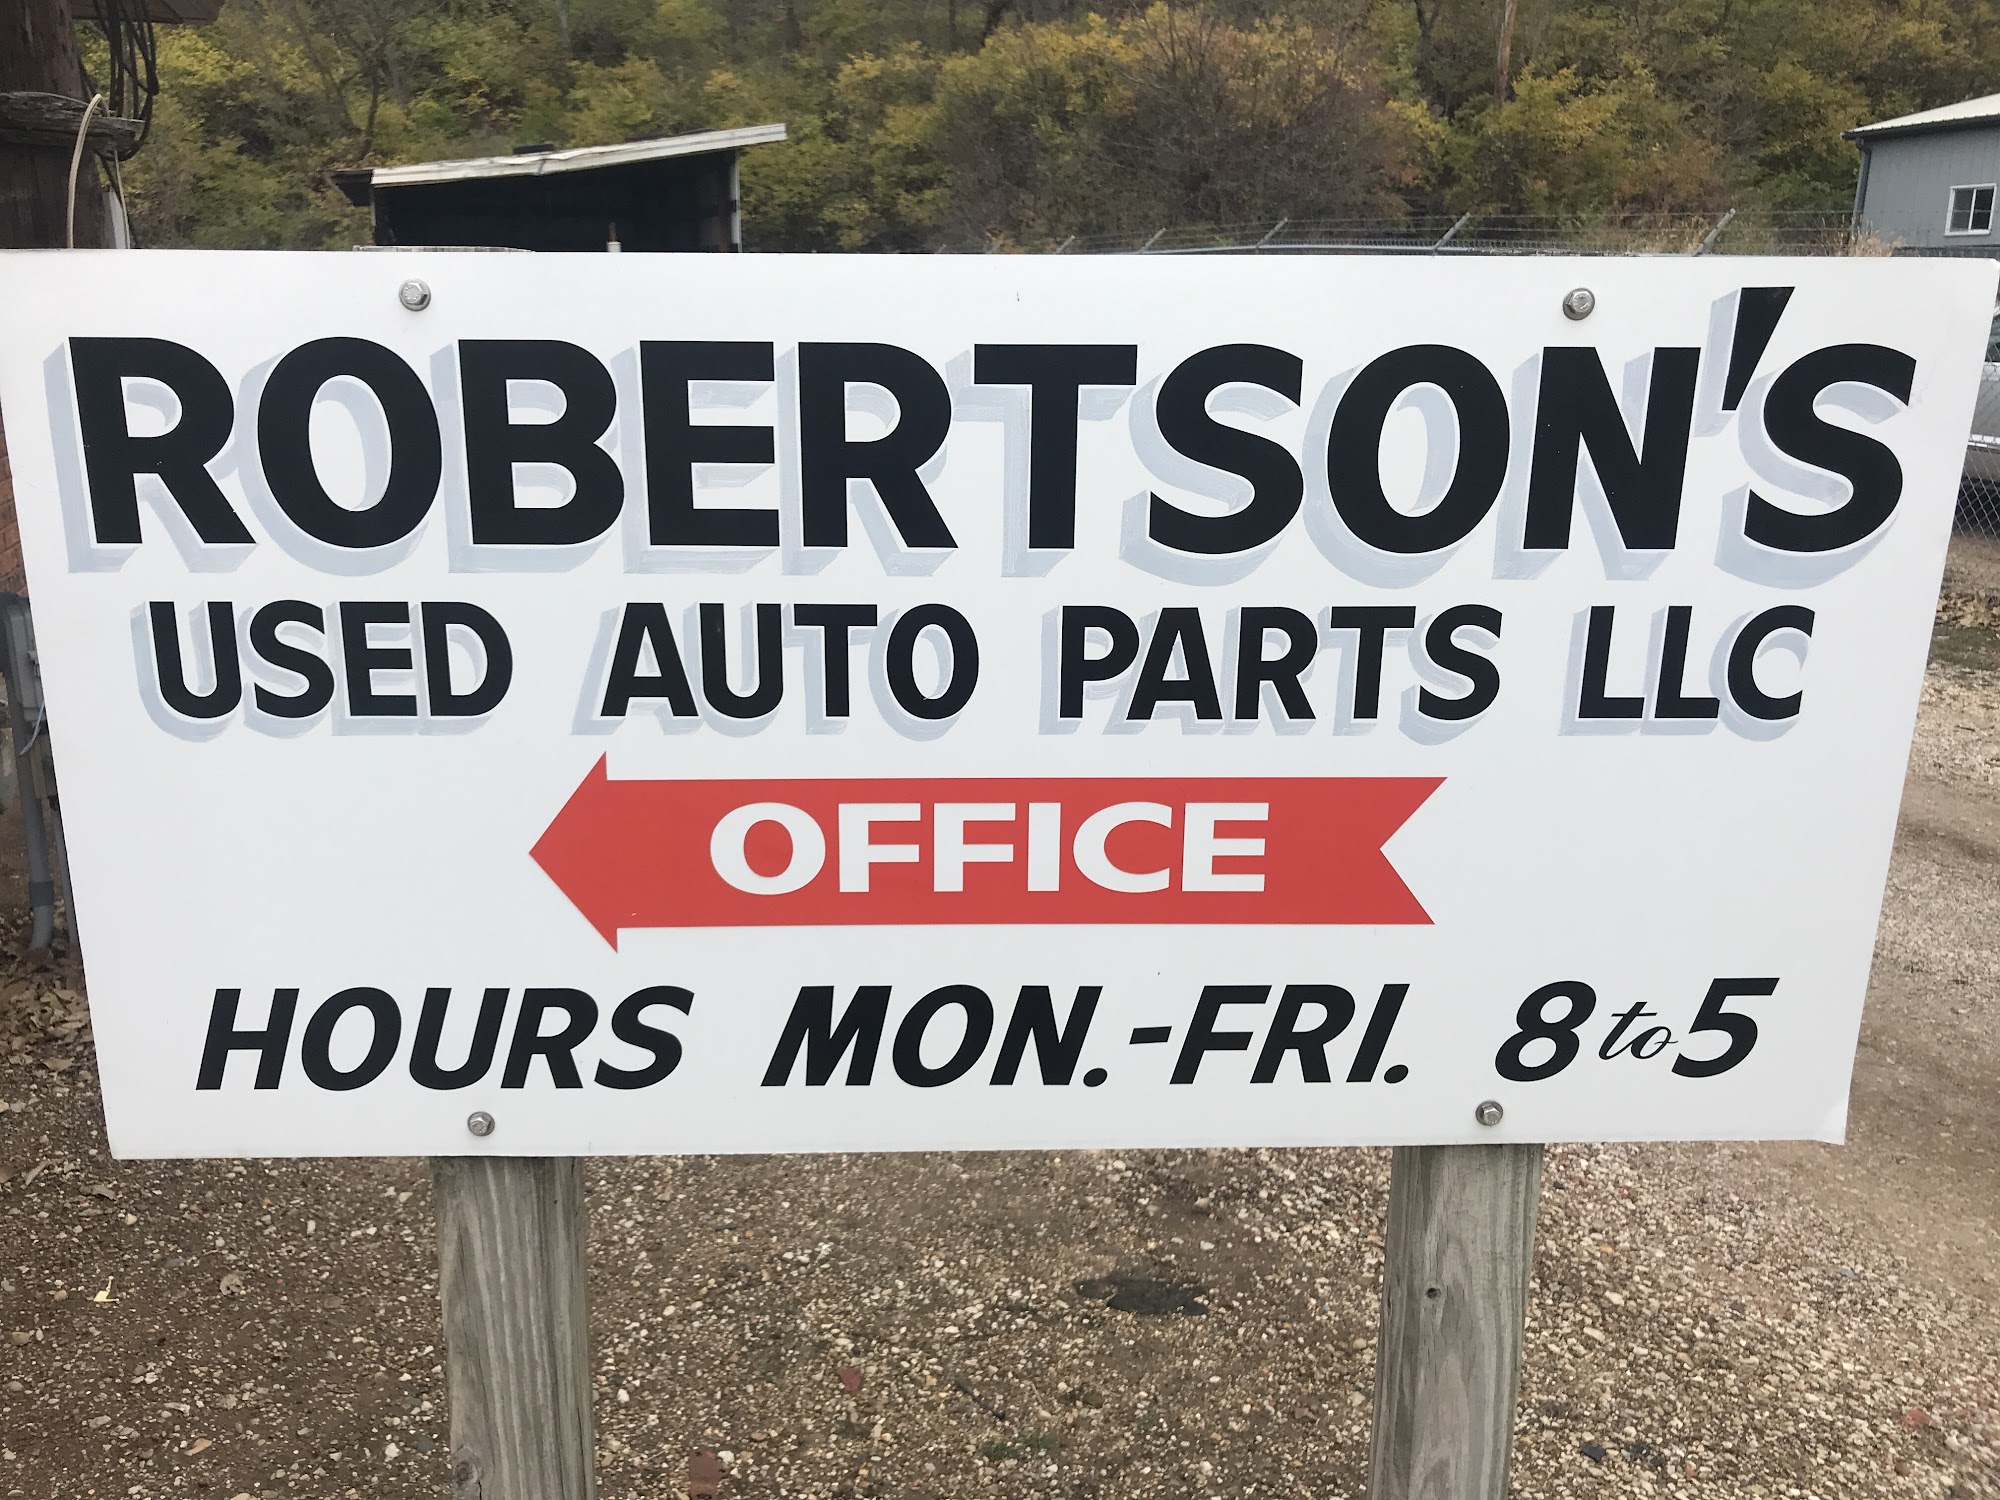 ROBERTSON'S
USED AUTO PARTS LLC
OFFICE
HOURS MON.-FRI. 8 to 5